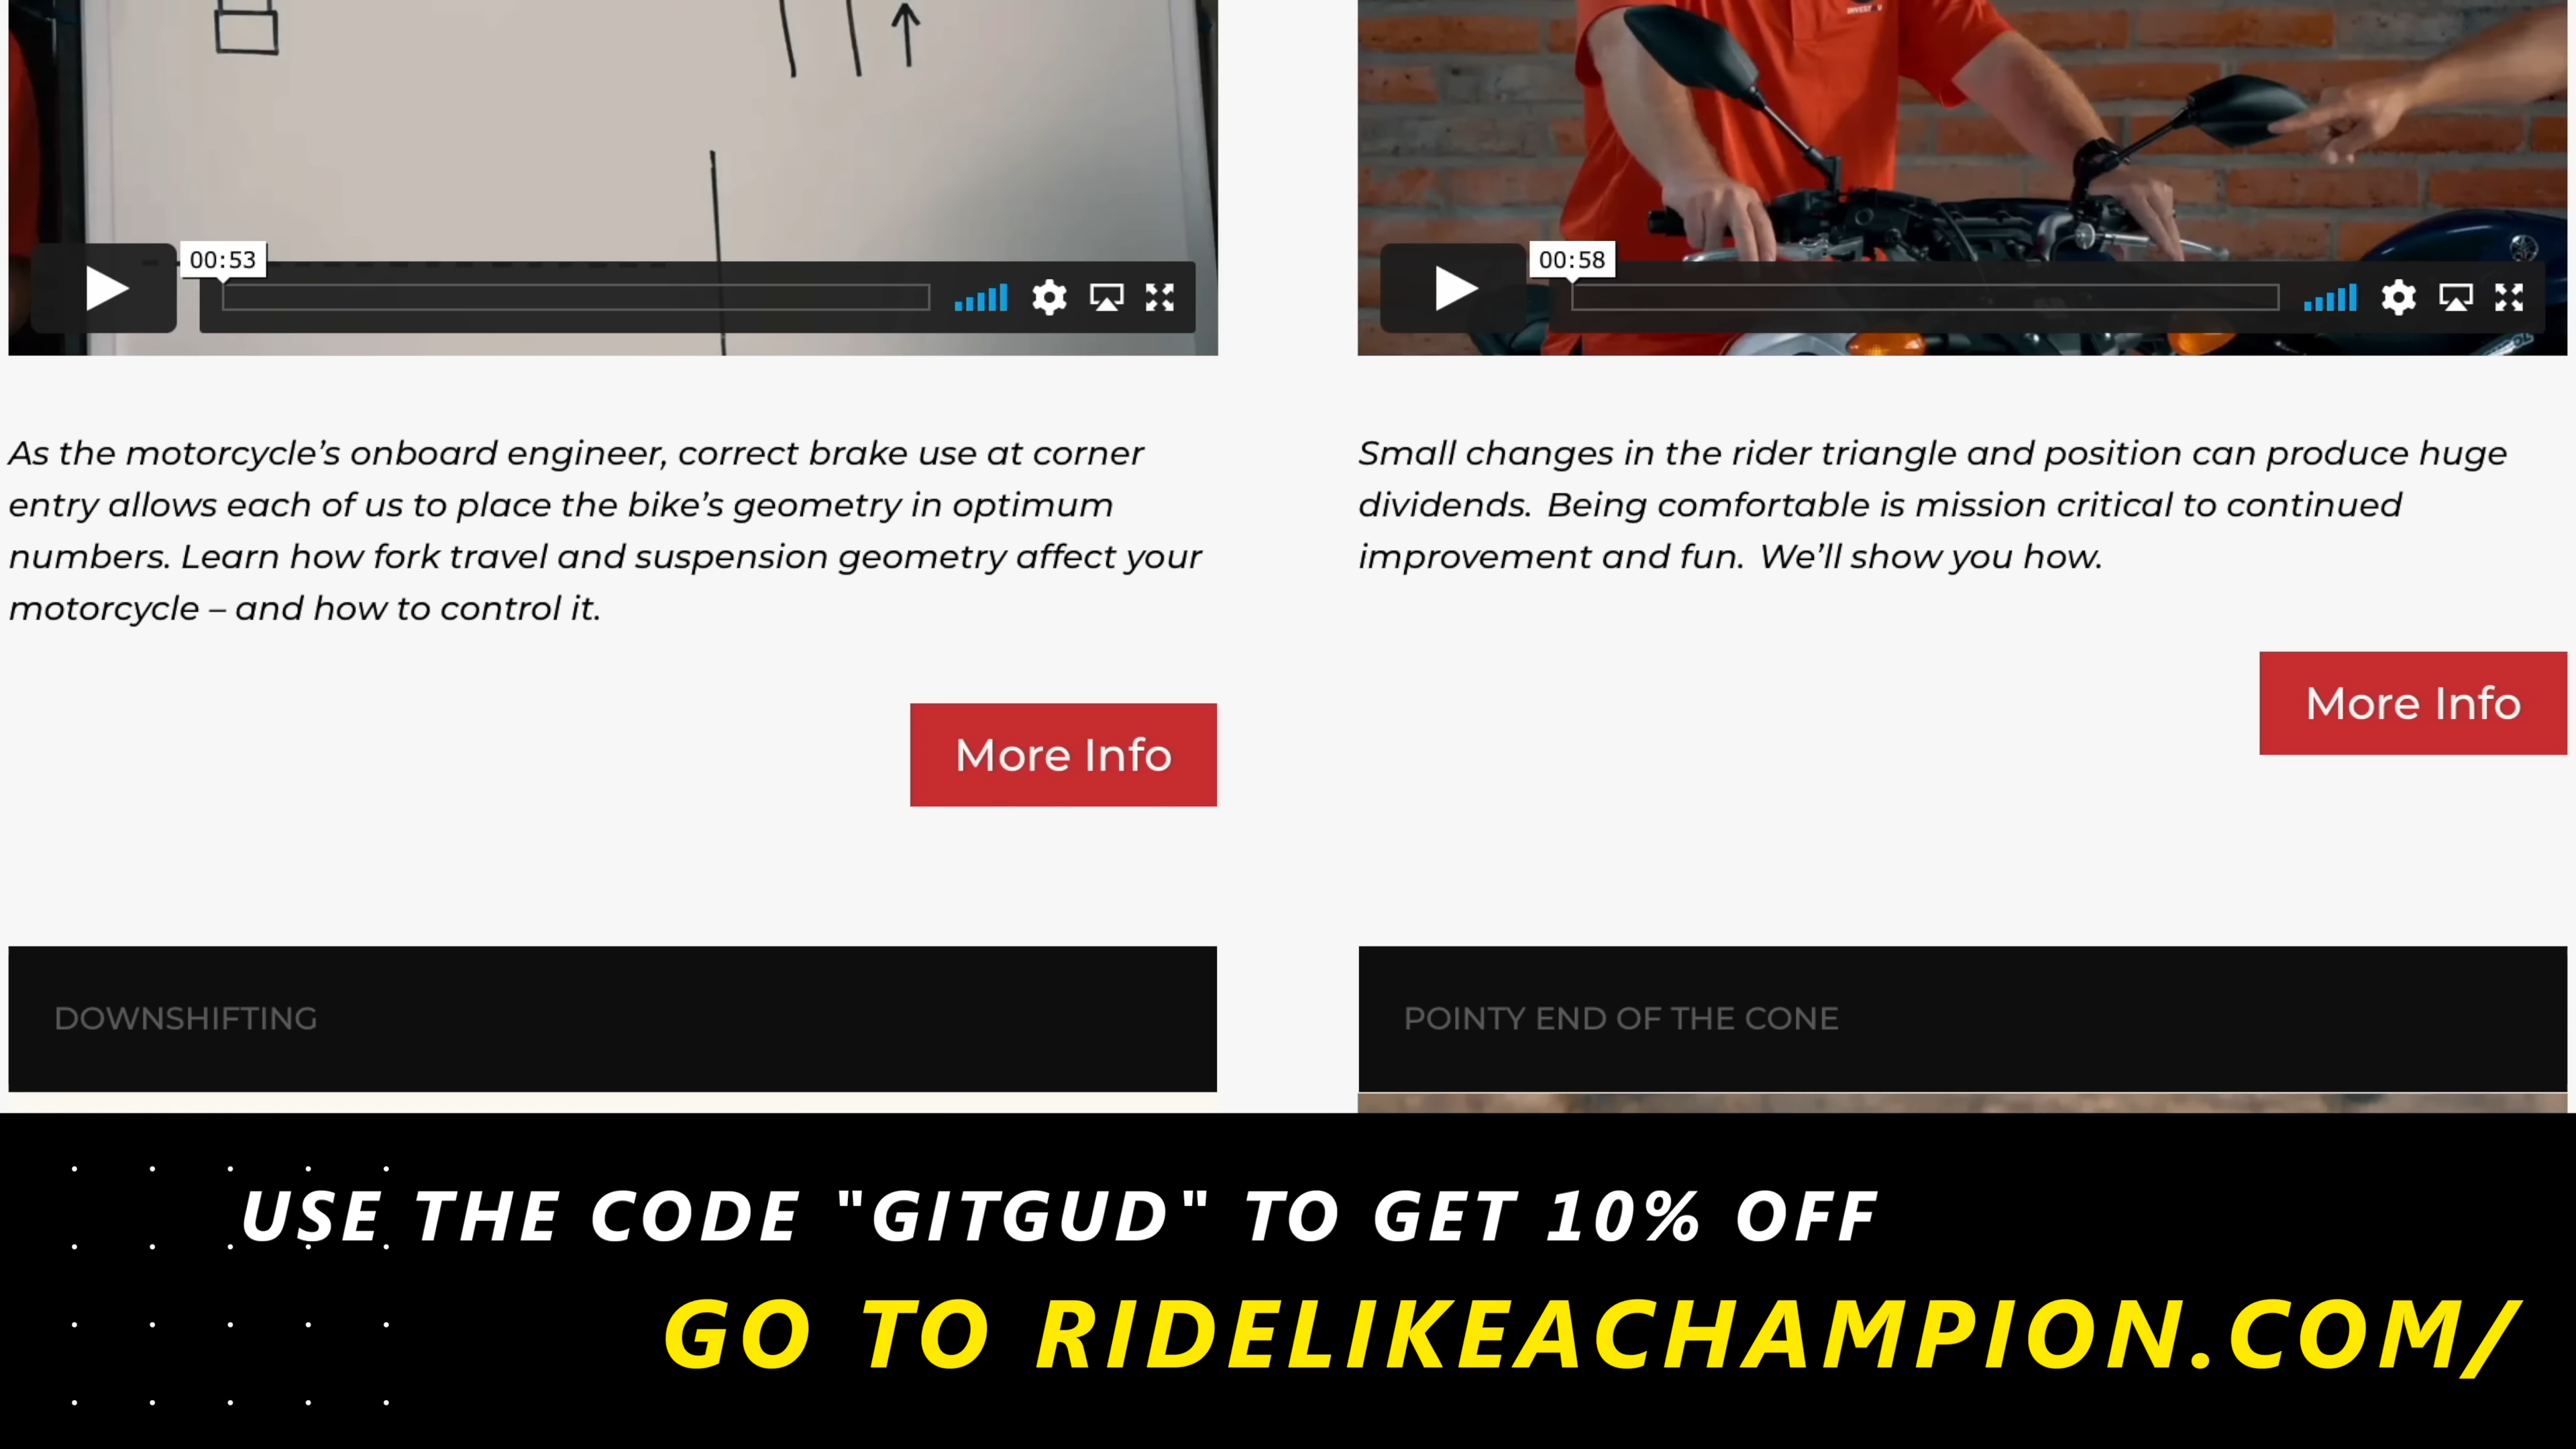 00:53
As the motorcycle’s onboard engineer, correct brake use at corner
entry allows each of us to place the bike’s geometry in optimum
numbers. Learn how fork travel and suspension geometry affect your
motorcycle – and how to control it.
More Info
00:58
Small changes in the rider triangle and position can produce huge
dividends. Being comfortable is mission critical to continued
improvement and fun. We’ll show you how.
More Info
DOWNSHIFTING
POINTY END OF THE CONE
USE THE CODE "GITGUD" TO GET 10% OFF
GO TO RIDELIKEACHAMPION.COM/